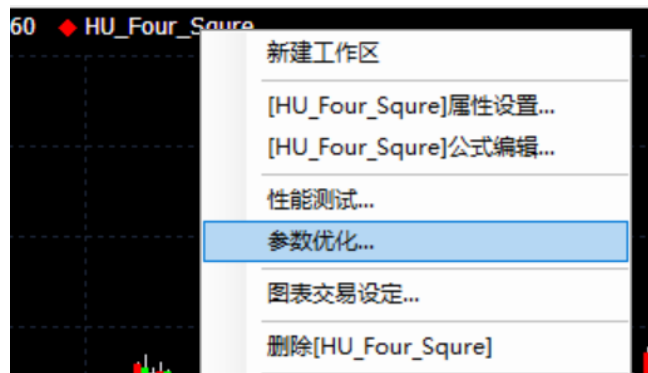 60 HU_Four_Squre
新建工作区
[HU_Four_Squre]属性设置...
[HU_Four_Squre]公式编辑...
性能测试...
参数优化...
图表交易设定...
删除[HU_Four_Squre]